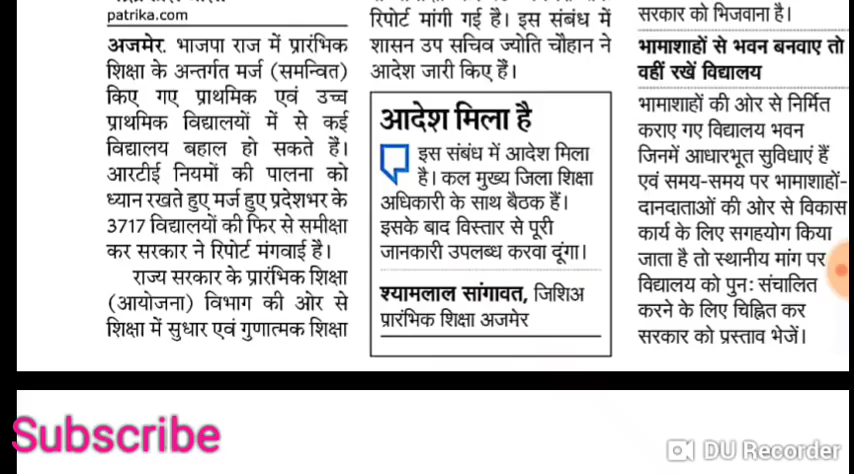 patrika.com
अजमेर. भाजपा राज में प्रारंभिक
शिक्षा के अन्तर्गत मर्ज (समन्वित)
किए गए प्राथमिक एवं उच्च
प्राथमिक विद्यालयों में से कई
विद्यालय बहाल हो सकते हैं।
आरटीई नियमों की पालना को
ध्यान रखते हुए मर्ज हुए प्रदेशभर के
3717 विद्यालयों की फिर से समीक्षा
कर सरकार ने रिपोर्ट मंगवाई है।
राज्य सरकार के प्रारंभिक शिक्षा
(आयोजना) विभाग की ओर से
शिक्षा में सुधार एवं गुणात्मक शिक्षा
रिपोर्ट मांगी गई है। इस संबंध में
शासन उप सचिव ज्योति चौहान ने
आदेश जारी किए हैं।
आदेश मिला है
इस संबंध में आदेश मिला
है। कल मुख्य जिला शिक्षा
अधिकारी के साथ बैठक हैं।
इसके बाद विस्तार से पूरी
जानकारी उपलब्ध करवा दूंगा।
श्यामलाल सांगावत, जिशिअ
प्रारंभिक शिक्षा अजमेर
सरकार को भिजवाना है।
भामाशाहों से भवन बनवाए तो
वहीं रखें विद्यालय
भामाशाहों की ओर से निर्मित
कराए गए विद्यालय भवन
जिनमें आधारभूत सुविधाएं हैं
एवं समय-समय पर भामाशाहों-
दानदाताओं की ओर से विकास
कार्य के लिए सगहयोग किया
जाता है तो स्थानीय मांग पर
विद्यालय को पुनः संचालित
करने के लिए चिह्नित कर
सरकार को प्रस्ताव भेजें।
Subscribe
DU Recorder